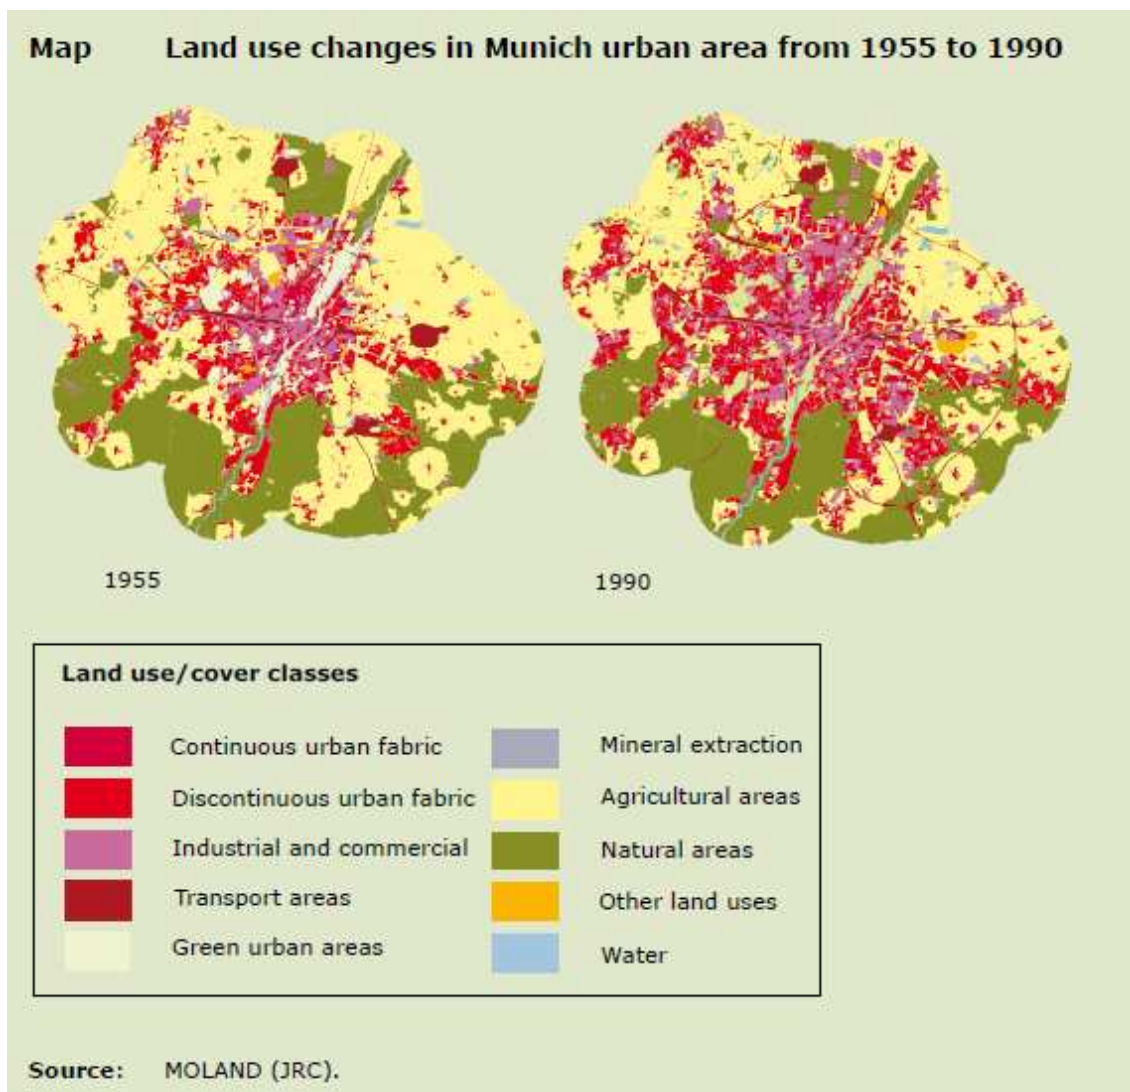 Map Land use changes in Munich urban area from 1955 to 1990
1955 1990
Land use/cover classes
Continuous urban fabric Mineral extraction
Discontinuous urban fabric Agricultural areas
Industrial and commercial Natural areas
Transport areas Other land uses
Green urban areas Water
Source: MOLAND (JRC).